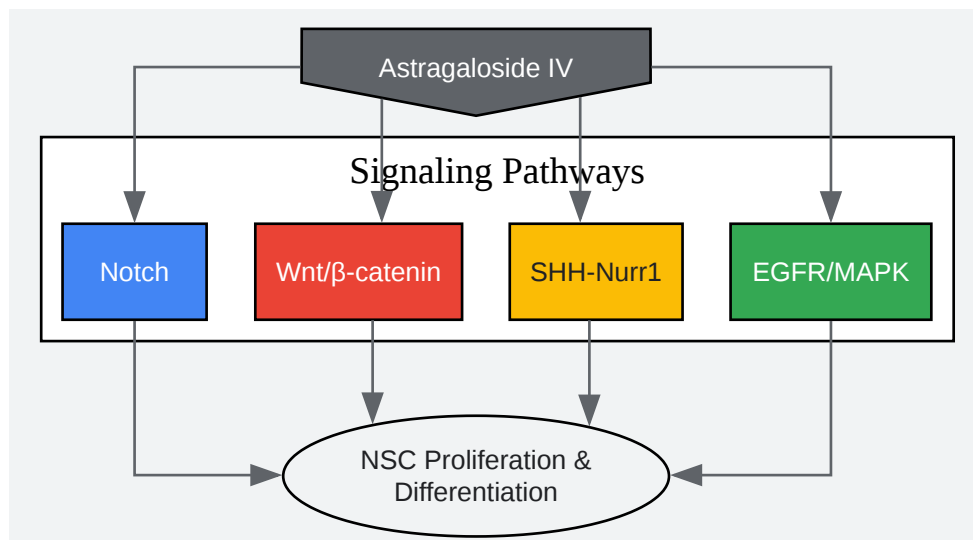 Astragaloside IV
Signaling Pathways
Notch
Wnt/β-catenin
SHH-Nurr1
EGFR/MAPK
NSC Proliferation &
Differentiation